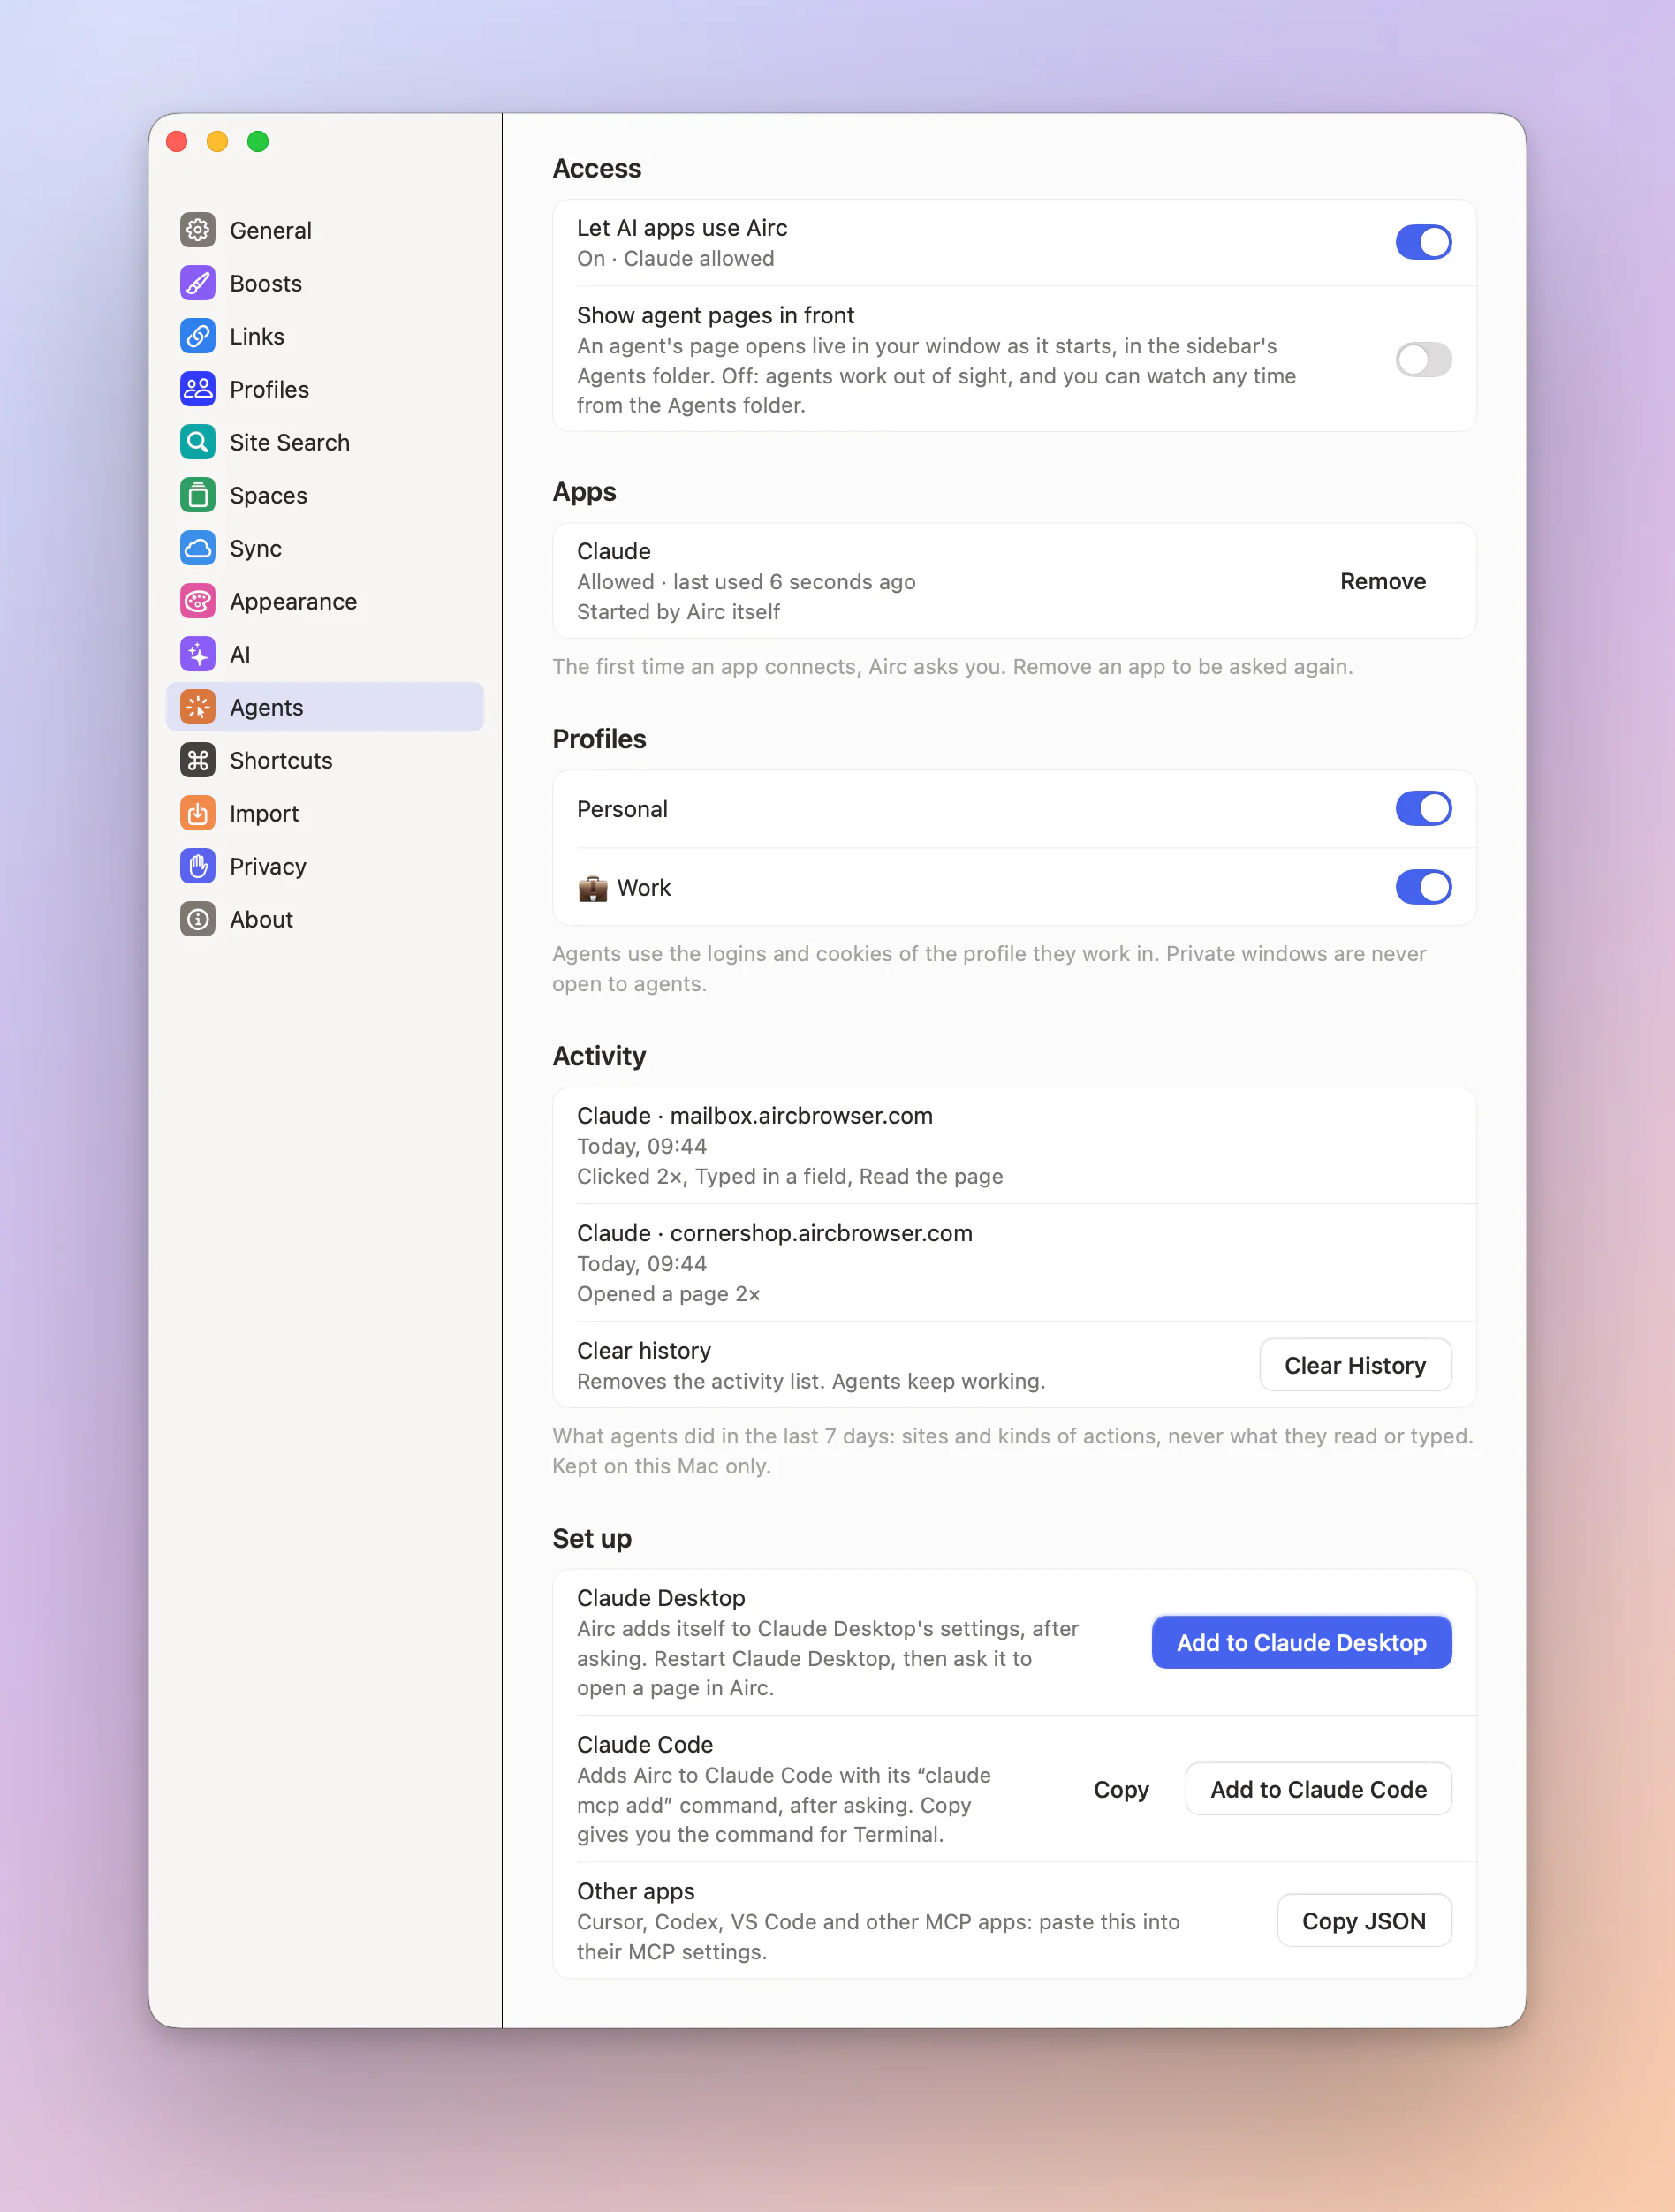 General
Boosts
Links
Profiles
Site Search
Spaces
Sync
Appearance
AI
Agents
Shortcuts
Import
Privacy
About
Access
Let AI apps use Airc
On · Claude allowed
Show agent pages in front
An agent's page opens live in your window as it starts, in the sidebar's
Agents folder. Off: agents work out of sight, and you can watch any time
from the Agents folder.
Apps
Claude
Allowed · last used 6 seconds ago
Started by Airc itself
Remove
The first time an app connects, Airc asks you. Remove an app to be asked again.
Profiles
Personal
Work
Agents use the logins and cookies of the profile they work in. Private windows are never
open to agents.
Activity
Claude · mailbox.aircbrowser.com
Today, 09:44
Clicked 2×, Typed in a field, Read the page
Claude · cornershop.aircbrowser.com
Today, 09:44
Opened a page 2×
Clear history
Removes the activity list. Agents keep working.
Clear History
What agents did in the last 7 days: sites and kinds of actions, never what they read or typed.
Kept on this Mac only.
Set up
Claude Desktop
Airc adds itself to Claude Desktop's settings, after
asking. Restart Claude Desktop, then ask it to
open a page in Airc.
Add to Claude Desktop
Claude Code
Adds Airc to Claude Code with its “claude
mcp add” command, after asking. Copy
gives you the command for Terminal.
Copy
Add to Claude Code
Other apps
Cursor, Codex, VS Code and other MCP apps: paste this into
their MCP settings.
Copy JSON